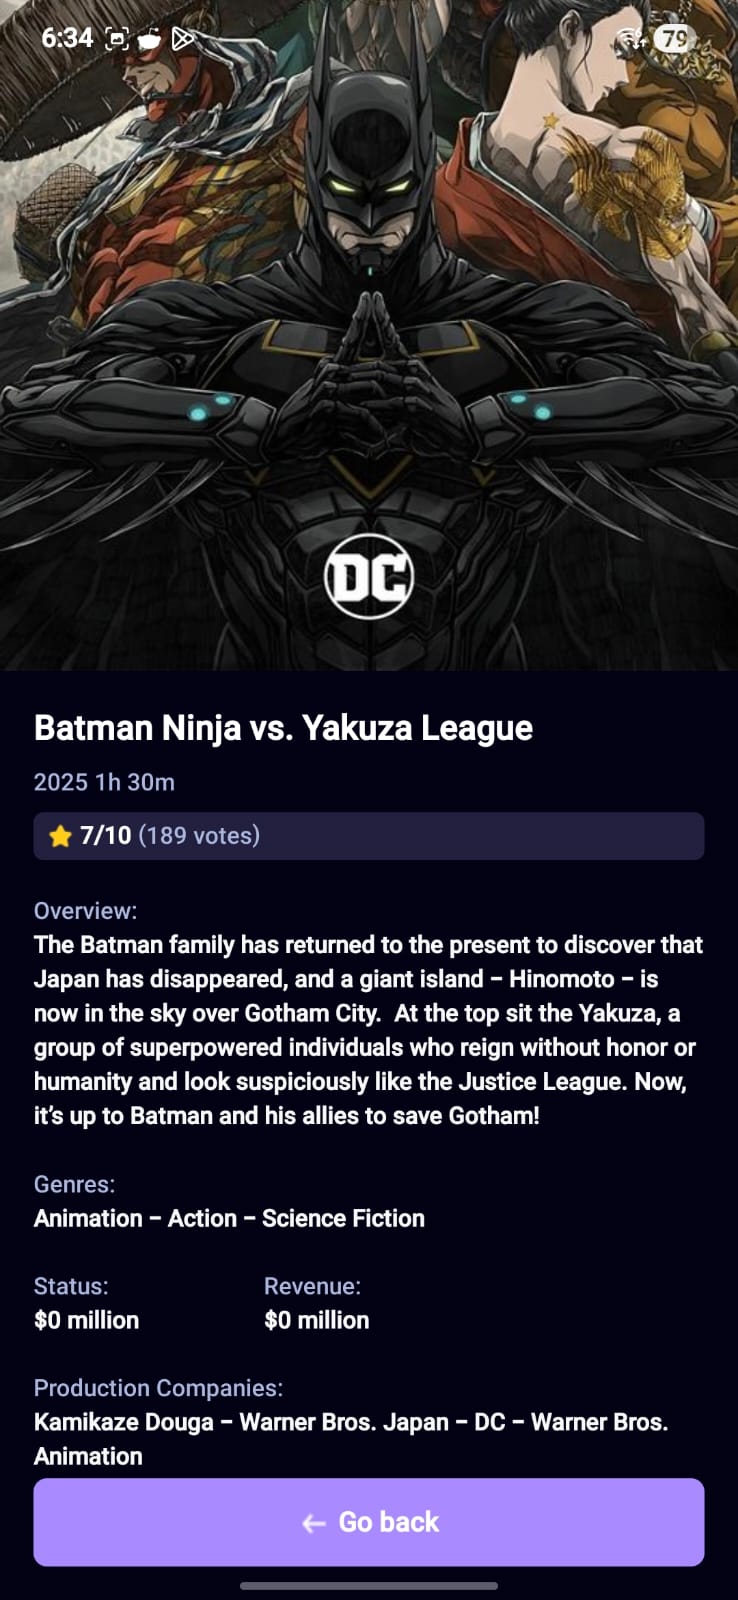 6:34
79
DC
Batman Ninja vs. Yakuza League
2025 1h 30m
7/10 (189 votes)
Overview:
The Batman family has returned to the present to discover that
Japan has disappeared, and a giant island – Hinomoto – is
now in the sky over Gotham City.  At the top sit the Yakuza, a
group of superpowered individuals who reign without honor or
humanity and look suspiciously like the Justice League. Now,
it’s up to Batman and his allies to save Gotham!
Genres:
Animation – Action – Science Fiction
Status: Revenue:
$0 million $0 million
Production Companies:
Kamikaze Douga – Warner Bros. Japan – DC – Warner Bros.
Animation
← Go back